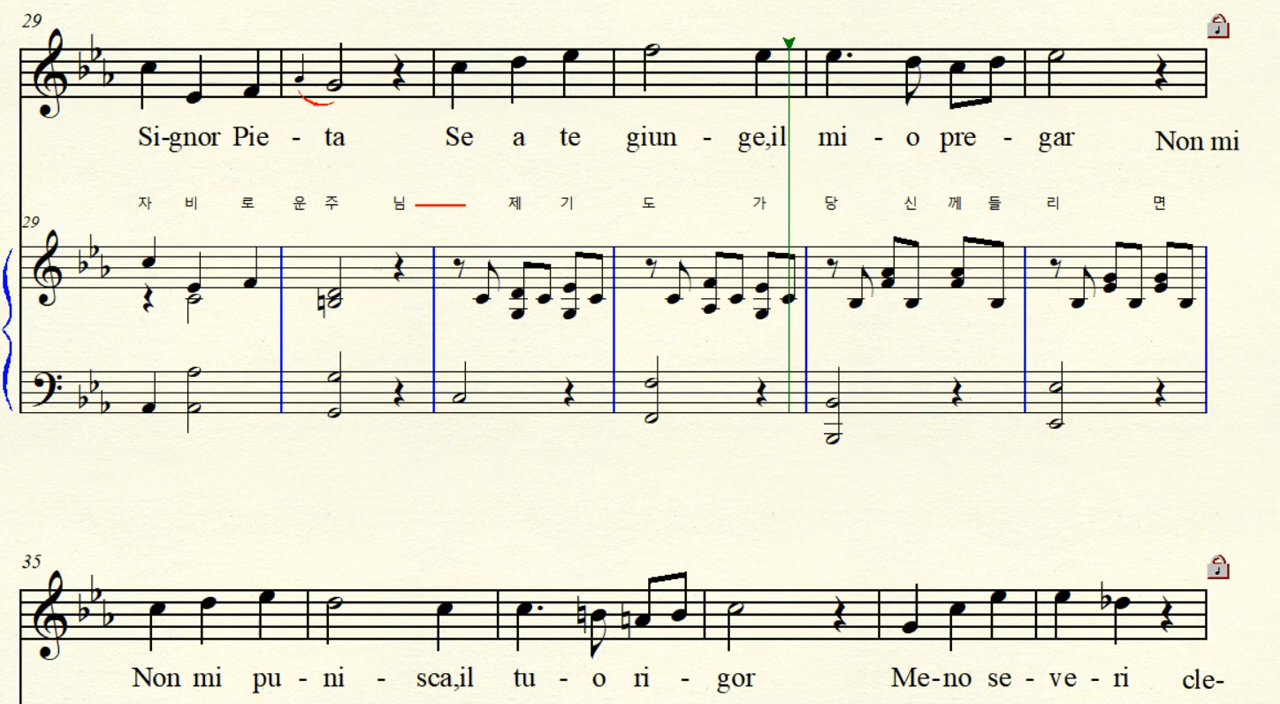 29
Si-gnor Pie - ta Se a te giun - ge,il mi - o pre - gar Non mi
자 비 로 운 주 님 제 기 도 가 당 신 께 들 리 면
29
35
Non mi pu - ni - sca,il tu - o ri - gor Me-no se - ve - ri cle-